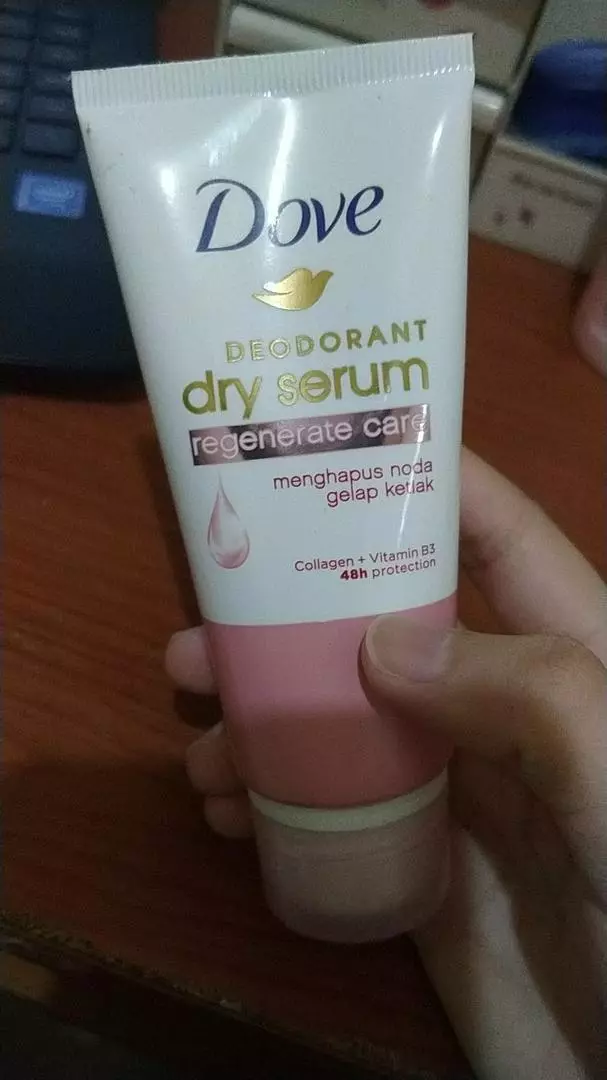 Dove
DEODORANT
dry serum
regenerate care
menghapus noda
gelap ketiak
Collagen + Vitamin B3
48h protection